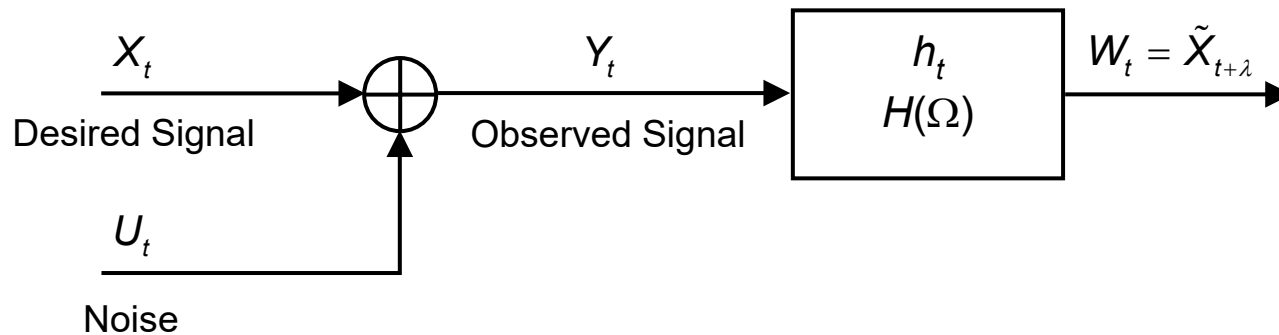 X_t
Y_t
h_t
H(Ω)
W_t = X̃_{t+λ}
Desired Signal
Observed Signal
U_t
Noise